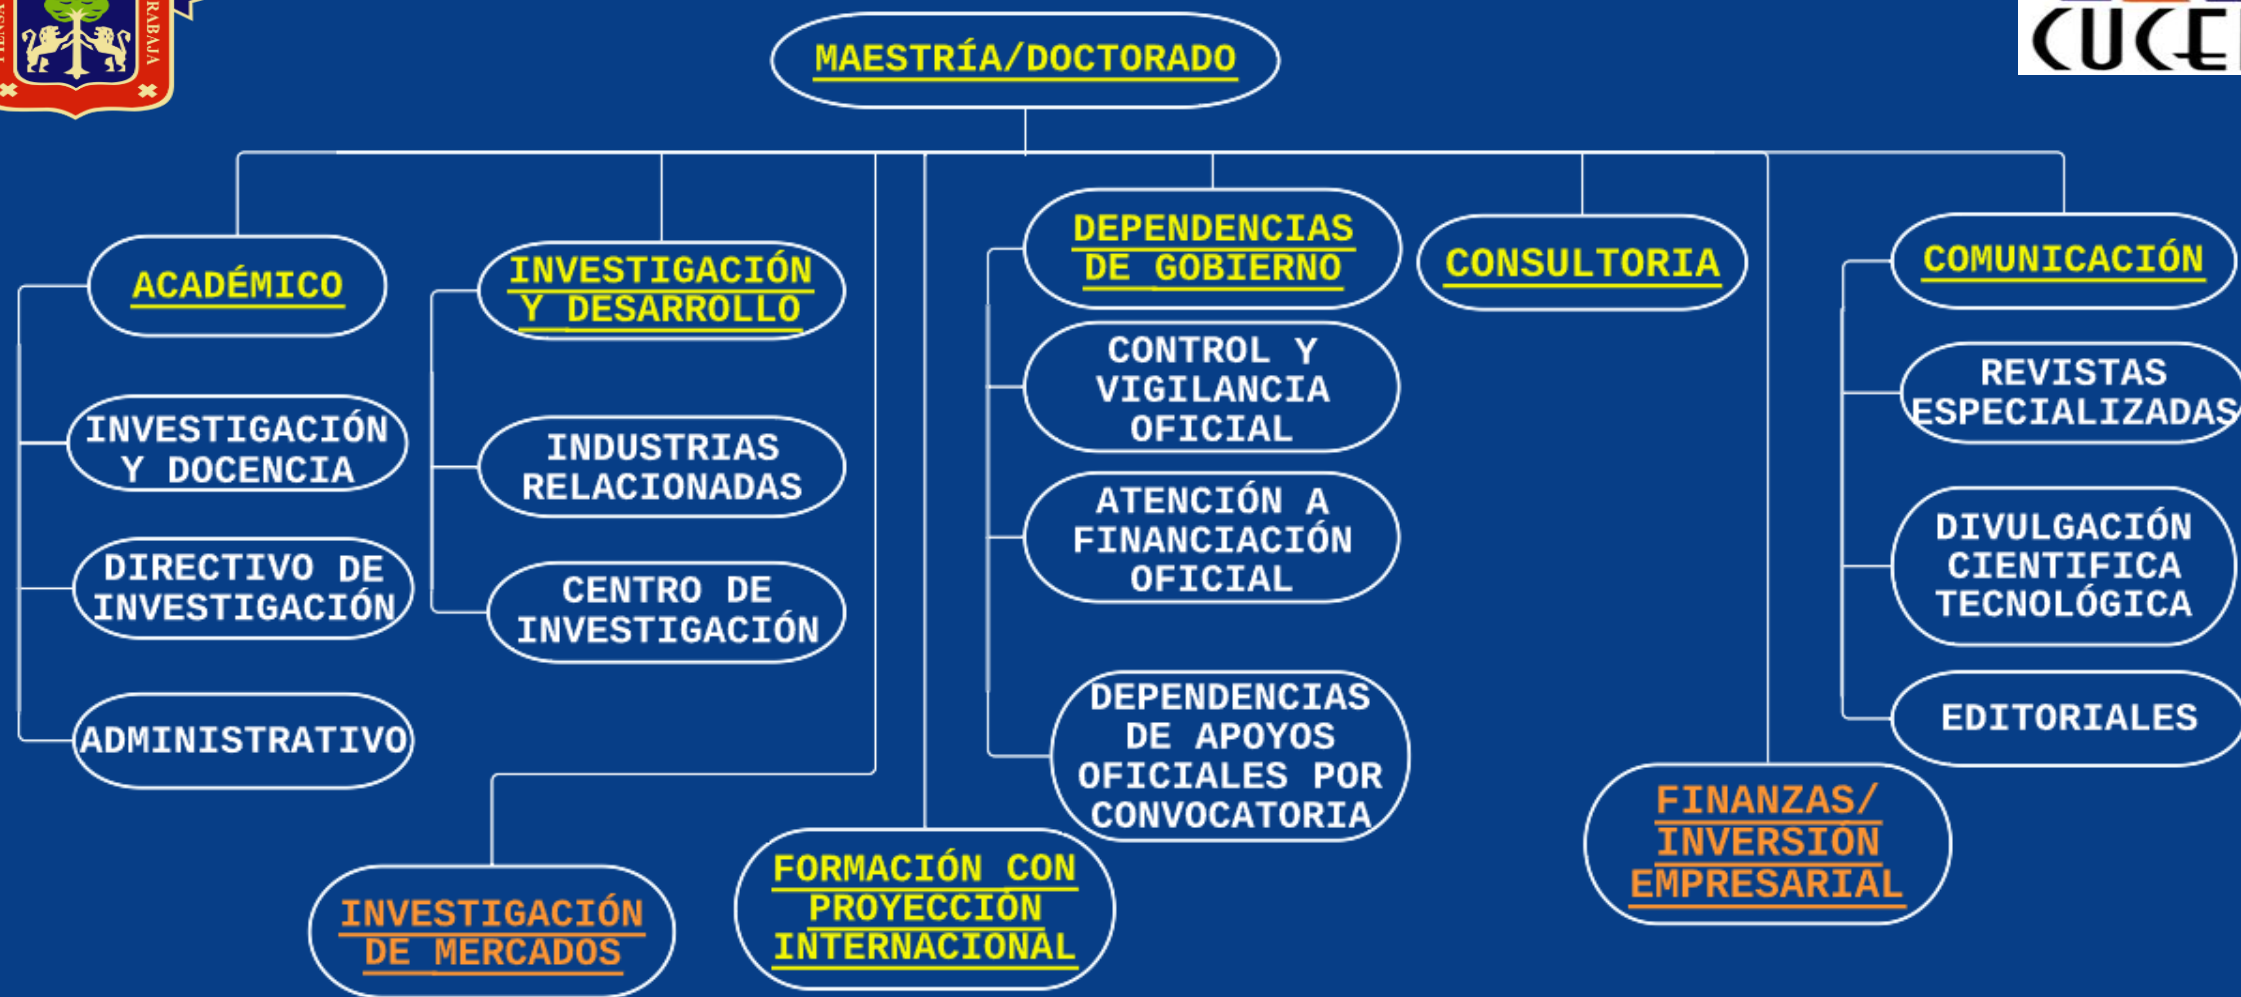 RABAJA
MAESTRÍA/DOCTORADO
ACADÉMICO
INVESTIGACIÓN
Y DOCENCIA
DIRECTIVO DE
INVESTIGACIÓN
ADMINISTRATIVO
INVESTIGACIÓN
Y DESARROLLO
INDUSTRIAS
RELACIONADAS
CENTRO DE
INVESTIGACIÓN
INVESTIGACIÓN
DE MERCADOS
FORMACIÓN CON
PROYECCIÓN
INTERNACIONAL
DEPENDENCIAS
DE GOBIERNO
CONTROL Y
VIGILANCIA
OFICIAL
ATENCIÓN A
FINANCIACIÓN
OFICIAL
DEPENDENCIAS
DE APOYOS
OFICIALES POR
CONVOCATORIA
CONSULTORIA
FINANZAS/
INVERSIÓN
EMPRESARIAL
COMUNICACIÓN
REVISTAS
ESPECIALIZADAS
DIVULGACIÓN
CIENTIFICA
TECNOLÓGICA
EDITORIALES